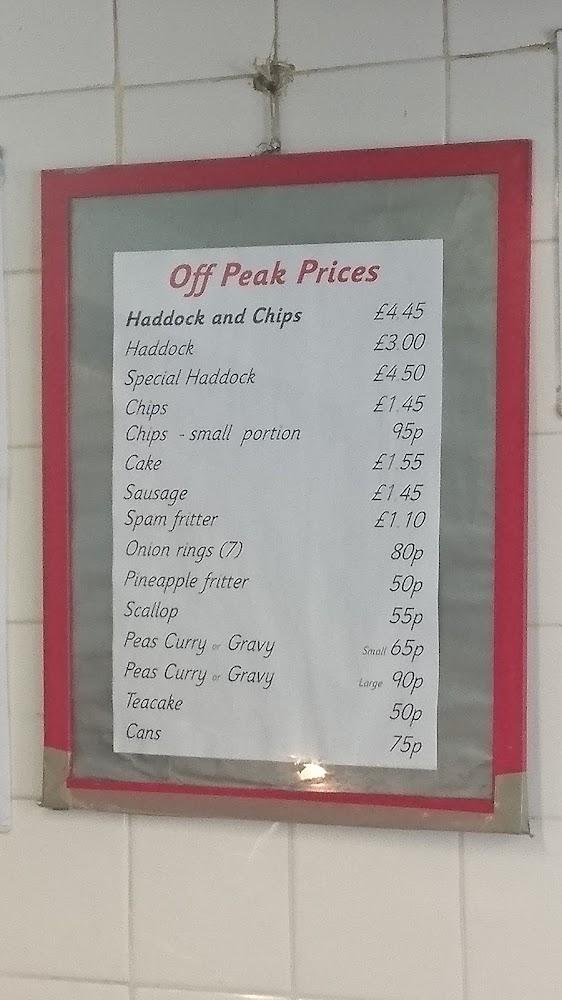 Off Peak Prices
Haddock and Chips £4.45
Haddock £3.00
Special Haddock £4.50
Chips £1.45
Chips - small portion 95p
Cake £1.55
Sausage £1.45
Spam fritter £1.10
Onion rings (7) 80p
Pineapple fritter 50p
Scallop 55p
Peas Curry or Gravy Small 65p
Peas Curry or Gravy Large 90p
Teacake 50p
Cans 75p